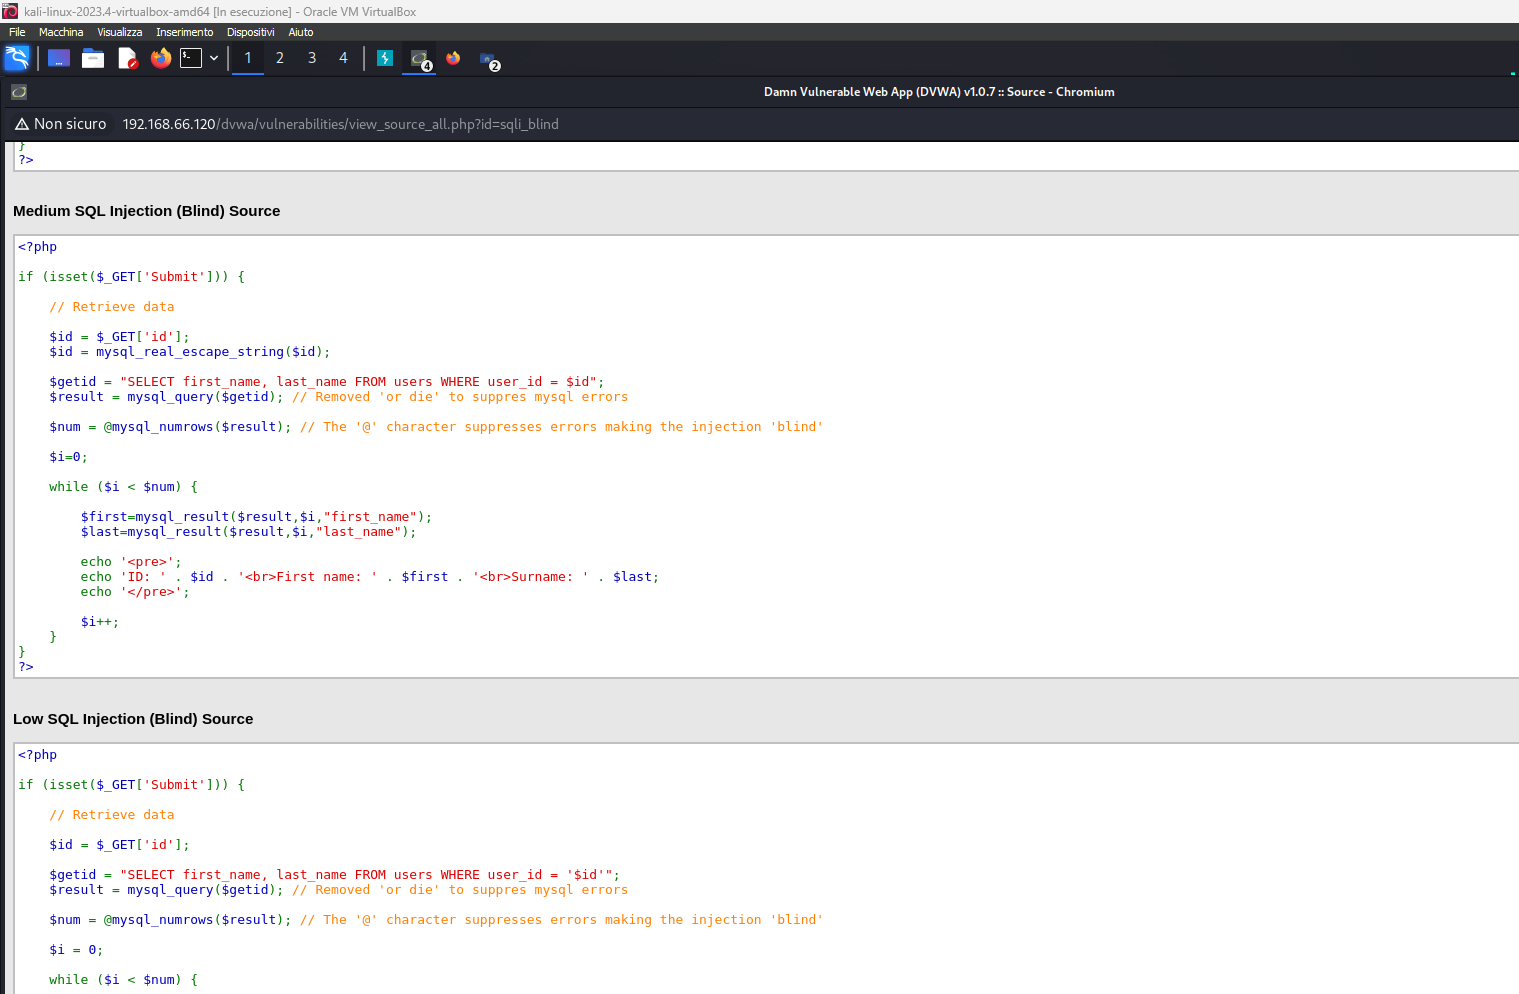 kali-linux-2023.4-virtualbox-amd64 [In esecuzione] - Oracle VM VirtualBox
File Macchina Visualizza Inserimento Dispositivi Aiuto
1 2 3 4 4 2
Damn Vulnerable Web App (DVWA) v1.0.7 :: Source - Chromium
Non sicuro 192.168.66.120/dvwa/vulnerabilities/view_source_all.php?id=sqli_blind
}
?>
Medium SQL Injection (Blind) Source
<?php
if (isset($_GET['Submit'])) {
// Retrieve data
$id = $_GET['id'];
$id = mysql_real_escape_string($id);
$getid = "SELECT first_name, last_name FROM users WHERE user_id = $id";
$result = mysql_query($getid); // Removed 'or die' to suppres mysql errors
$num = @mysql_numrows($result); // The '@' character suppresses errors making the injection 'blind'
$i=0;
while ($i < $num) {
$first=mysql_result($result,$i,"first_name");
$last=mysql_result($result,$i,"last_name");
echo '<pre>';
echo 'ID: ' . $id . '<br>First name: ' . $first . '<br>Surname: ' . $last;
echo '</pre>';
$i++;
}
}
?>
Low SQL Injection (Blind) Source
<?php
if (isset($_GET['Submit'])) {
// Retrieve data
$id = $_GET['id'];
$getid = "SELECT first_name, last_name FROM users WHERE user_id = '$id'";
$result = mysql_query($getid); // Removed 'or die' to suppres mysql errors
$num = @mysql_numrows($result); // The '@' character suppresses errors making the injection 'blind'
$i = 0;
while ($i < $num) {